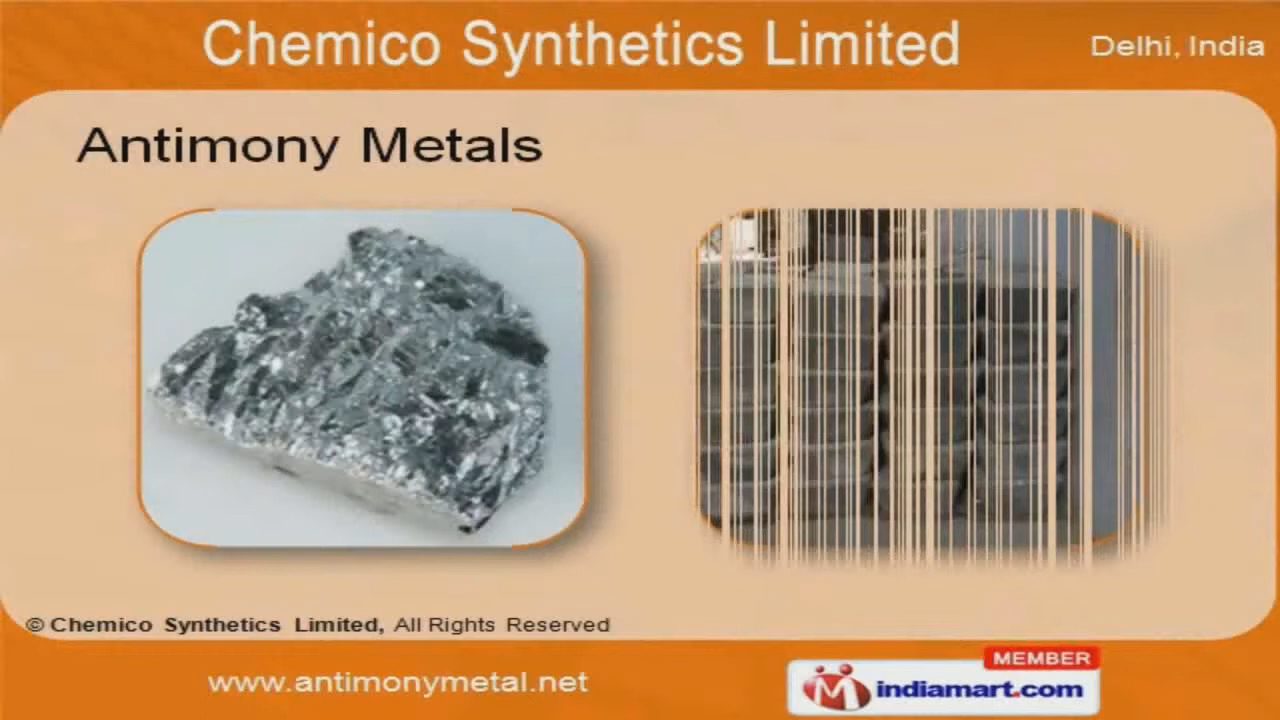 Chemico Synthetics Limited
Delhi, India
Antimony Metals
© Chemico Synthetics Limited, All Rights Reserved
www.antimonymetal.net
MEMBER
indiamart.com